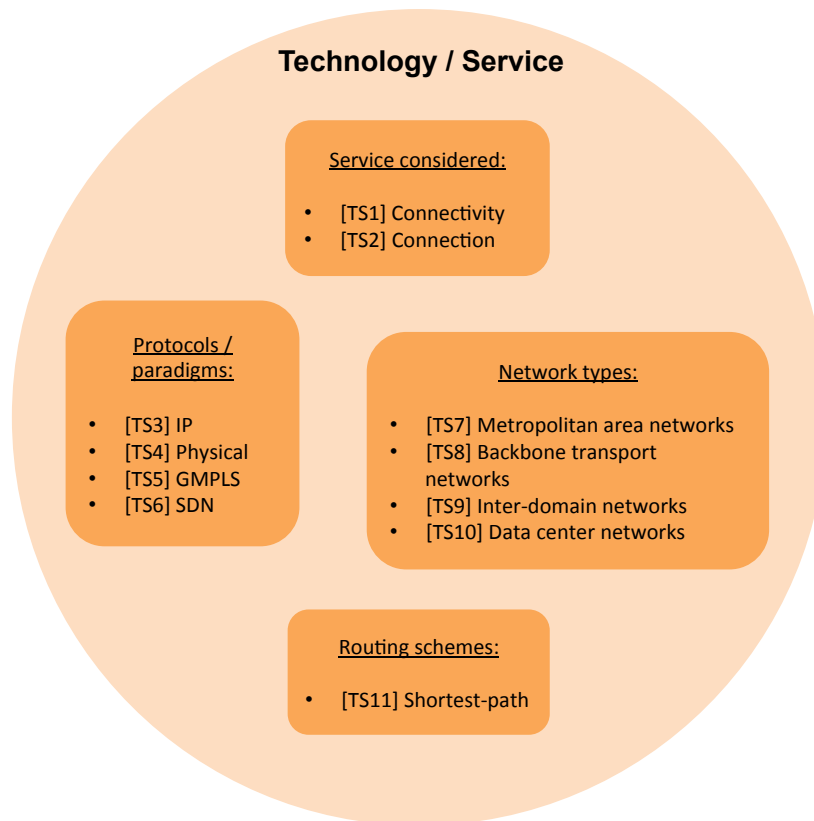 Technology / Service
Service considered:
• [TS1] Connectivity
• [TS2] Connection
Protocols /
paradigms:
• [TS3] IP
• [TS4] Physical
• [TS5] GMPLS
• [TS6] SDN
Network types:
• [TS7] Metropolitan area networks
• [TS8] Backbone transport
networks
• [TS9] Inter-domain networks
• [TS10] Data center networks
Routing schemes:
• [TS11] Shortest-path